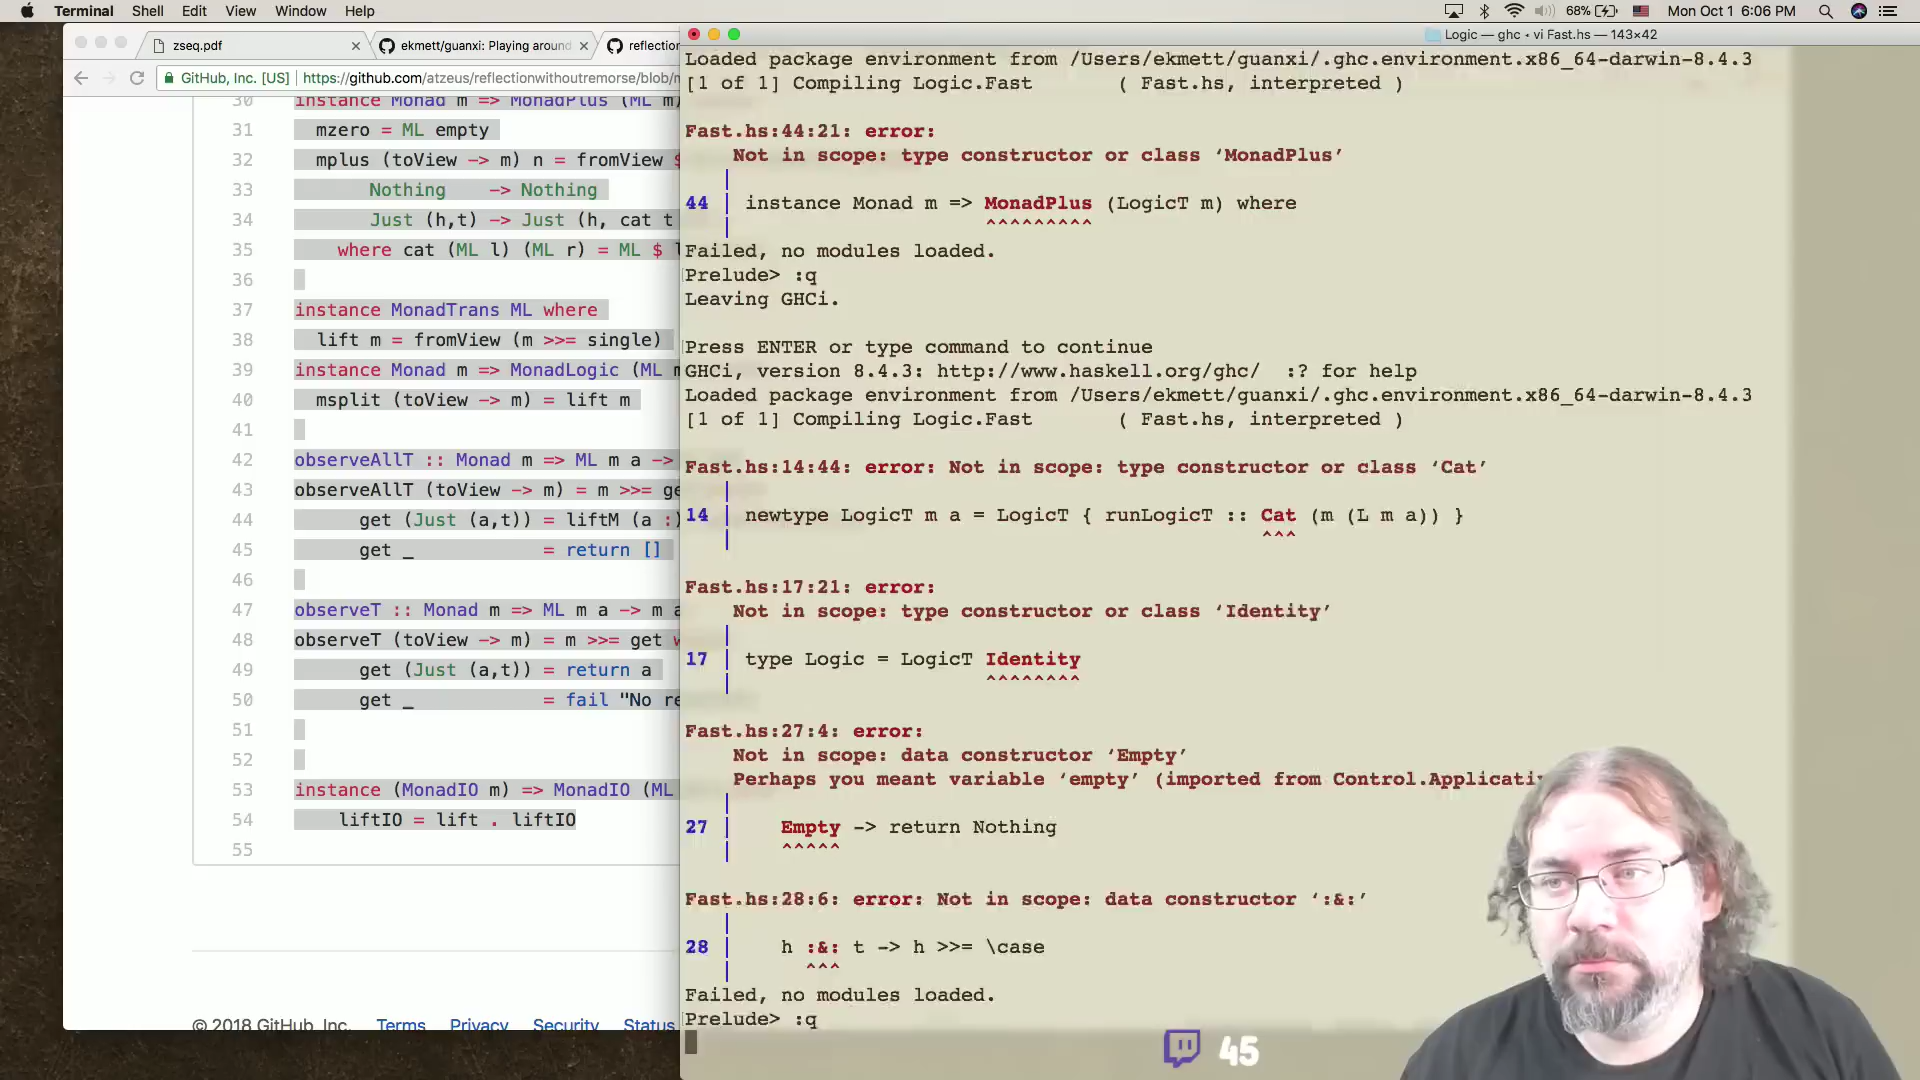 Terminal Shell Edit View Window Help
68% Mon Oct 1 6:06 PM
zseq.pdf
ekmett/guanxi: Playing around
reflection
GitHub, Inc. [US] https://github.com/atzeus/reflectionwithoutremorse/blob/m
30 instance Monad m => MonadPlus (ML m)
31 mzero = ML empty
32 mplus (toView -> m) n = fromView $
33 Nothing -> Nothing
34 Just (h,t) -> Just (h, cat t
35 where cat (ML l) (ML r) = ML $
36
37 instance MonadTrans ML where
38 lift m = fromView (m >>= single)
39 instance Monad m => MonadLogic (ML m
40 msplit (toView -> m) = lift m
41
42 observeAllT :: Monad m => ML m a ->
43 observeAllT (toView -> m) = m >>= ge
44 get (Just (a,t)) = liftM (a :)
45 get _ = return []
46
47 observeT :: Monad m => ML m a -> m a
48 observeT (toView -> m) = m >>= get w
49 get (Just (a,t)) = return a
50 get _ = fail "No re
51
52
53 instance (MonadIO m) => MonadIO (ML
54 liftIO = lift . liftIO
55
© 2018 GitHub, Inc. Terms Privacy Security Status
Logic — ghc • vi Fast.hs — 143×42
Loaded package environment from /Users/ekmett/guanxi/.ghc.environment.x86_64-darwin-8.4.3
[1 of 1] Compiling Logic.Fast ( Fast.hs, interpreted )
Fast.hs:44:21: error:
Not in scope: type constructor or class ‘MonadPlus’
|
44 | instance Monad m => MonadPlus (LogicT m) where
| ^^^^^^^^^
Failed, no modules loaded.
Prelude> :q
Leaving GHCi.
Press ENTER or type command to continue
GHCi, version 8.4.3: http://www.haskell.org/ghc/ :? for help
Loaded package environment from /Users/ekmett/guanxi/.ghc.environment.x86_64-darwin-8.4.3
[1 of 1] Compiling Logic.Fast ( Fast.hs, interpreted )
Fast.hs:14:44: error: Not in scope: type constructor or class ‘Cat’
|
14 | newtype LogicT m a = LogicT { runLogicT :: Cat (m (L m a)) }
| ^^^
Fast.hs:17:21: error:
Not in scope: type constructor or class ‘Identity’
|
17 | type Logic = LogicT Identity
| ^^^^^^^^
Fast.hs:27:4: error:
Not in scope: data constructor ‘Empty’
Perhaps you meant variable ‘empty’ (imported from Control.Applicati
|
27 | Empty -> return Nothing
| ^^^^^
Fast.hs:28:6: error: Not in scope: data constructor ‘:&:’
|
28 | h :&: t -> h >>= \case
| ^^^
Failed, no modules loaded.
Prelude> :q
45